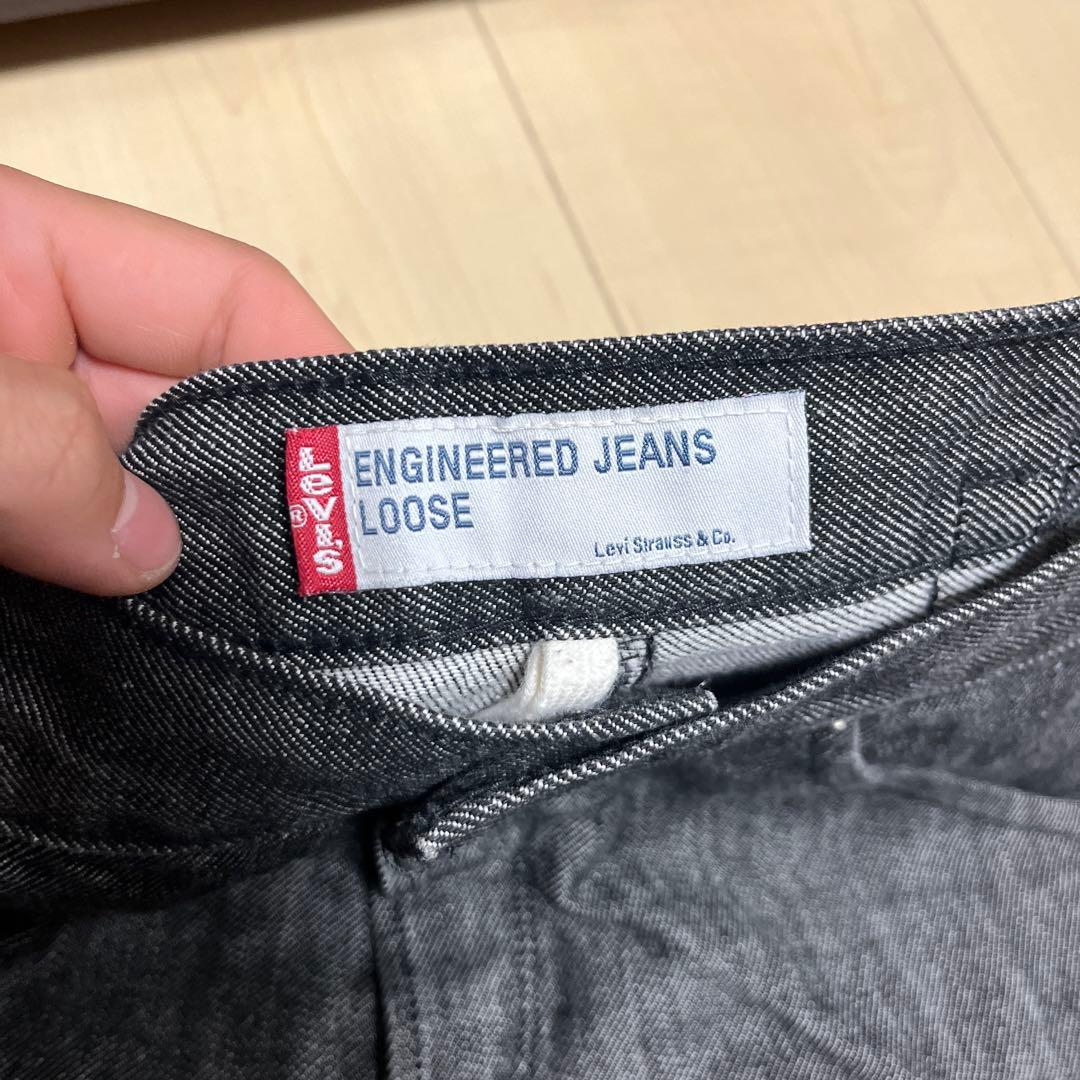 LEVI'S®
ENGINEERED JEANS
LOOSE
Levi Strauss & Co.